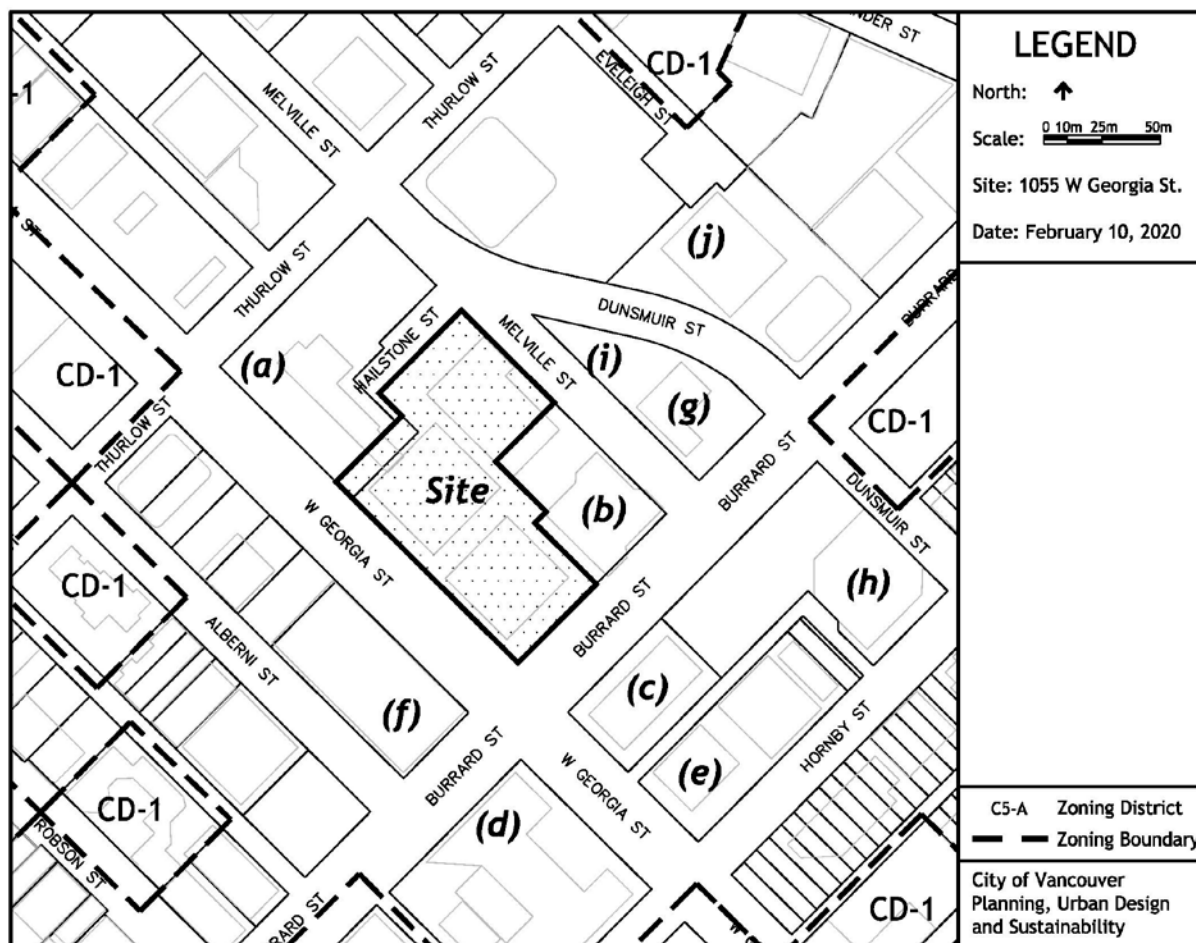 LEGEND
North:
Scale: 0 10m 25m 50m
Site: 1055 W Georgia St.
Date: February 10, 2020
C5-A Zoning District
Zoning Boundary
City of Vancouver
Planning, Urban Design
and Sustainability
CD-1
EVELEIGH ST
-1
MELVILLE ST
THURLOW ST
ST
THURLOW ST
(j)
BURRARD
DUNSMUIR ST
HAILSTONE ST
MELVILLE ST
(a)
(i)
(g)
CD-1
CD-1
THURLOW ST
BURRARD ST
DUNSMUIR ST
Site
(b)
W GEORGIA ST
(h)
CD-1
ALBERNI ST
BURRARD ST
(c)
(f)
HORNBY ST
BURRARD ST
W GEORGIA ST
(e)
CD-1
(d)
ROBSON ST
CD-1